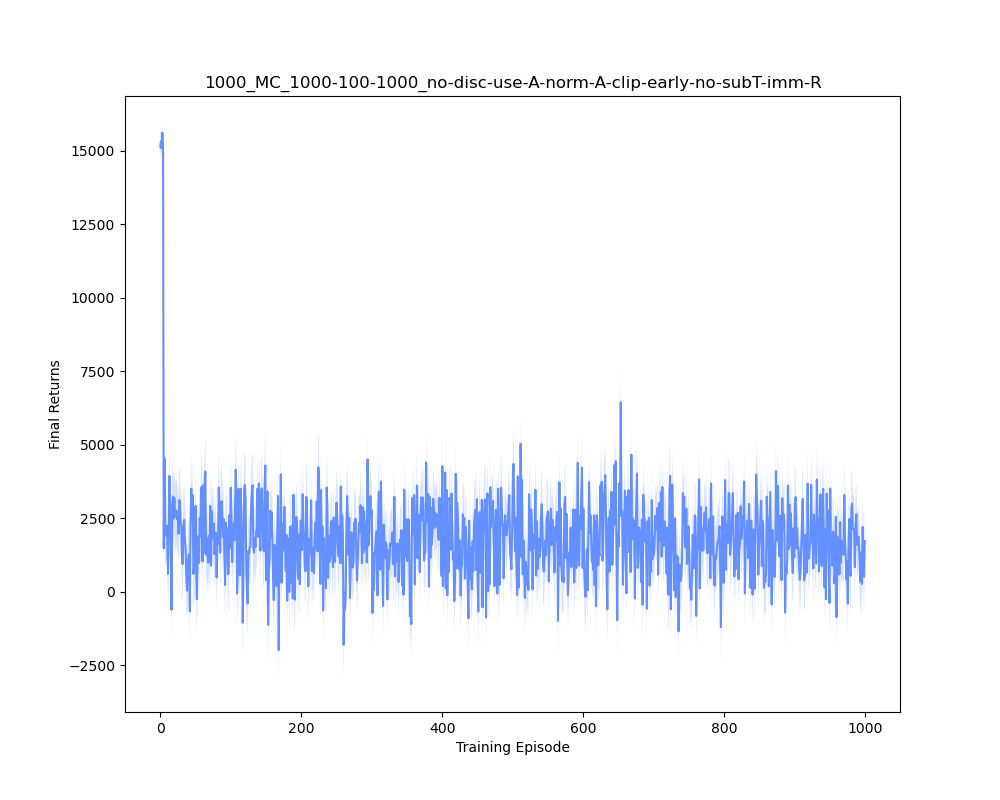 1000_MC_1000-100-1000_no-disc-use-A-norm-A-clip-early-no-subT-imm-R
15000
12500
10000
7500
5000
2500
0
−2500
Final Returns
0 200 400 600 800 1000
Training Episode